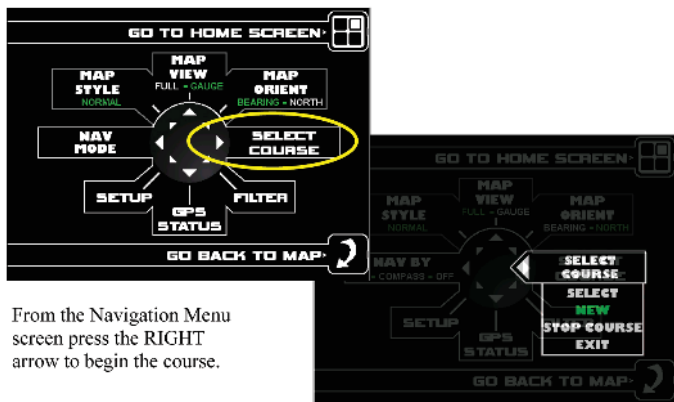 GO TO HOME SCREEN
MAP
VIEW
FULL - GAUGE
MAP
STYLE
NORMAL
MAP
ORIENT
BEARING - NORTH
NAV
MODE
SELECT
COURSE
SETUP
FILTER
GPS
STATUS
GO BACK TO MAP
From the Navigation Menu
screen press the RIGHT
arrow to begin the course.
GO TO HOME SCREEN
MAP
VIEW
FULL - GAUGE
MAP
STYLE
NORMAL
MAP
ORIENT
BEARING - NORTH
NAV BY
- COMPASS - OFF
SELECT
COURSE
SELECT
NEW
STOP COURSE
EXIT
SETUP
GPS
STATUS
GO BACK TO MAP